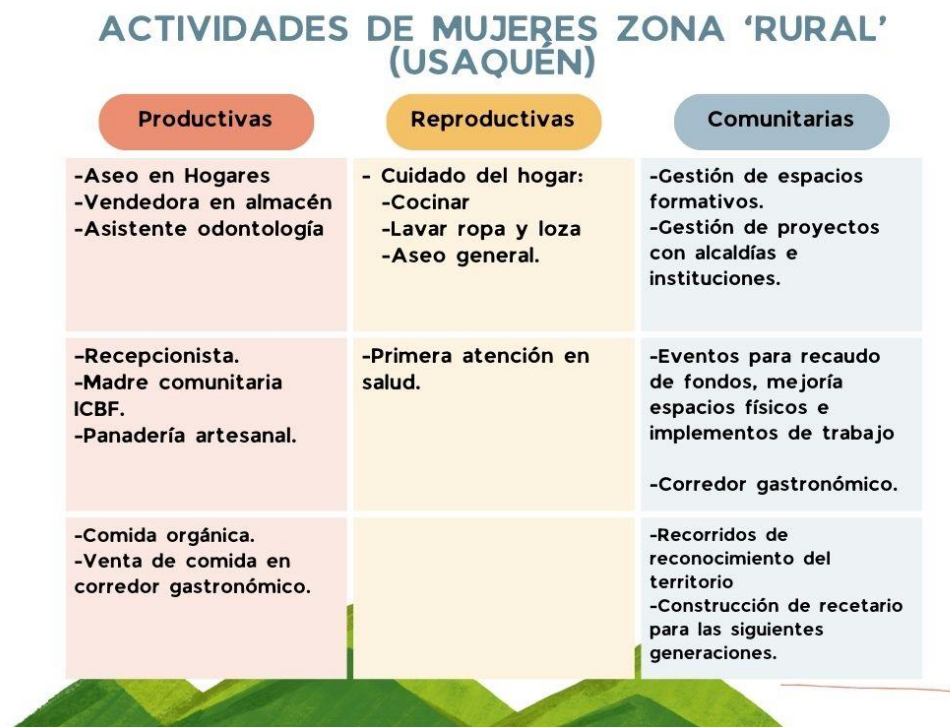 ACTIVIDADES DE MUJERES ZONA ‘RURAL’
(USAQUÉN)
Productivas
Reproductivas
Comunitarias
-Aseo en Hogares
-Vendedora en almacén
-Asistente odontología
- Cuidado del hogar:
-Cocinar
-Lavar ropa y loza
-Aseo general.
-Gestión de espacios
formativos.
-Gestión de proyectos
con alcaldías e
instituciones.
-Recepcionista.
-Madre comunitaria
ICBF.
-Panadería artesanal.
-Primera atención en
salud.
-Eventos para recaudo
de fondos, mejoría
espacios físicos e
implementos de trabajo
-Corredor gastronómico.
-Comida orgánica.
-Venta de comida en
corredor gastronómico.
-Recorridos de
reconocimiento del
territorio
-Construcción de recetario
para las siguientes
generaciones.